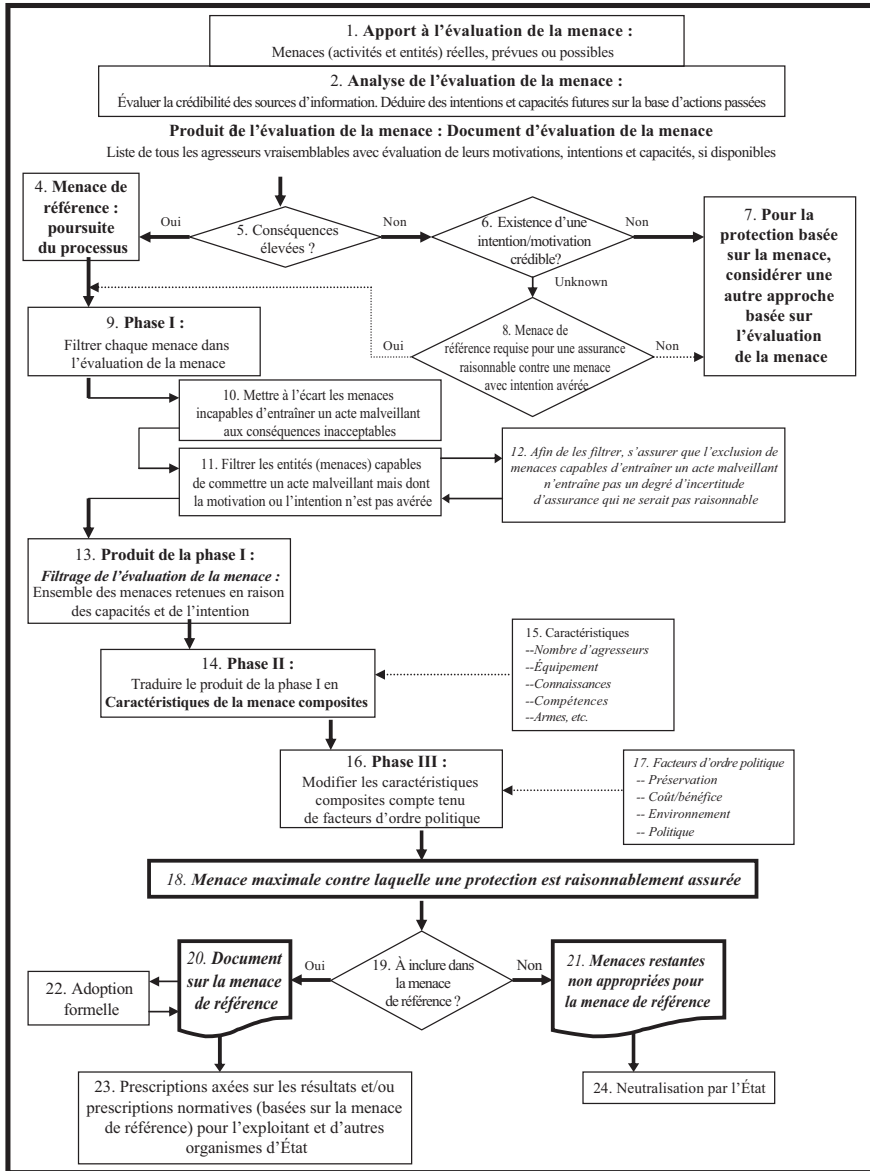 1. Apport à l'évaluation de la menace :
Menaces (activités et entités) réelles, prévues ou possibles
2. Analyse de l'évaluation de la menace :
Évaluer la crédibilité des sources d'information. Déduire des intentions et capacités futures sur la base d'actions passées
Produit de l'évaluation de la menace : Document d'évaluation de la menace
Liste de tous les agresseurs vraisemblables avec évaluation de leurs motivations, intentions et capacités, si disponibles
4. Menace de
référence :
poursuite
du processus
Oui
5. Conséquences
élevées ?
Non
6. Existence d'une
intention/motivation
crédible?
Non
7. Pour la
protection basée
sur la menace,
considérer une
autre approche
basée sur
l'évaluation
de la menace
Unknown
8. Menace de
référence requise pour une assurance
raisonnable contre une menace
avec intention avérée
Oui
Non
9. Phase I :
Filtrer chaque menace dans
l'évaluation de la menace
10. Mettre à l'écart les menaces
incapables d'entraîner un acte malveillant
aux conséquences inacceptables
11. Filtrer les entités (menaces) capables
de commettre un acte malveillant mais dont
la motivation ou l'intention n'est pas avérée
12. Afin de les filtrer, s'assurer que l'exclusion de
menaces capables d'entraîner un acte malveillant
n'entraîne pas un degré d'incertitude
d'assurance qui ne serait pas raisonnable
13. Produit de la phase I :
Filtrage de l'évaluation de la menace :
Ensemble des menaces retenues en raison
des capacités et de l'intention
14. Phase II :
Traduire le produit de la phase I en
Caractéristiques de la menace composites
15. Caractéristiques
--Nombre d'agresseurs
--Équipement
--Connaissances
--Compétences
--Armes, etc.
16. Phase III :
Modifier les caractéristiques
composites compte tenu
de facteurs d'ordre politique
17. Facteurs d'ordre politique
-- Préservation
-- Coût/bénéfice
-- Environnement
-- Politique
18. Menace maximale contre laquelle une protection est raisonnablement assurée
19. À inclure dans
la menace
de référence ?
Oui
Non
20. Document
sur la menace
de référence
21. Menaces restantes
non appropriées pour
la menace de référence
22. Adoption
formelle
23. Prescriptions axées sur les résultats et/ou
prescriptions normatives (basées sur la menace
de référence) pour l'exploitant et d'autres
organismes d'État
24. Neutralisation par l'État